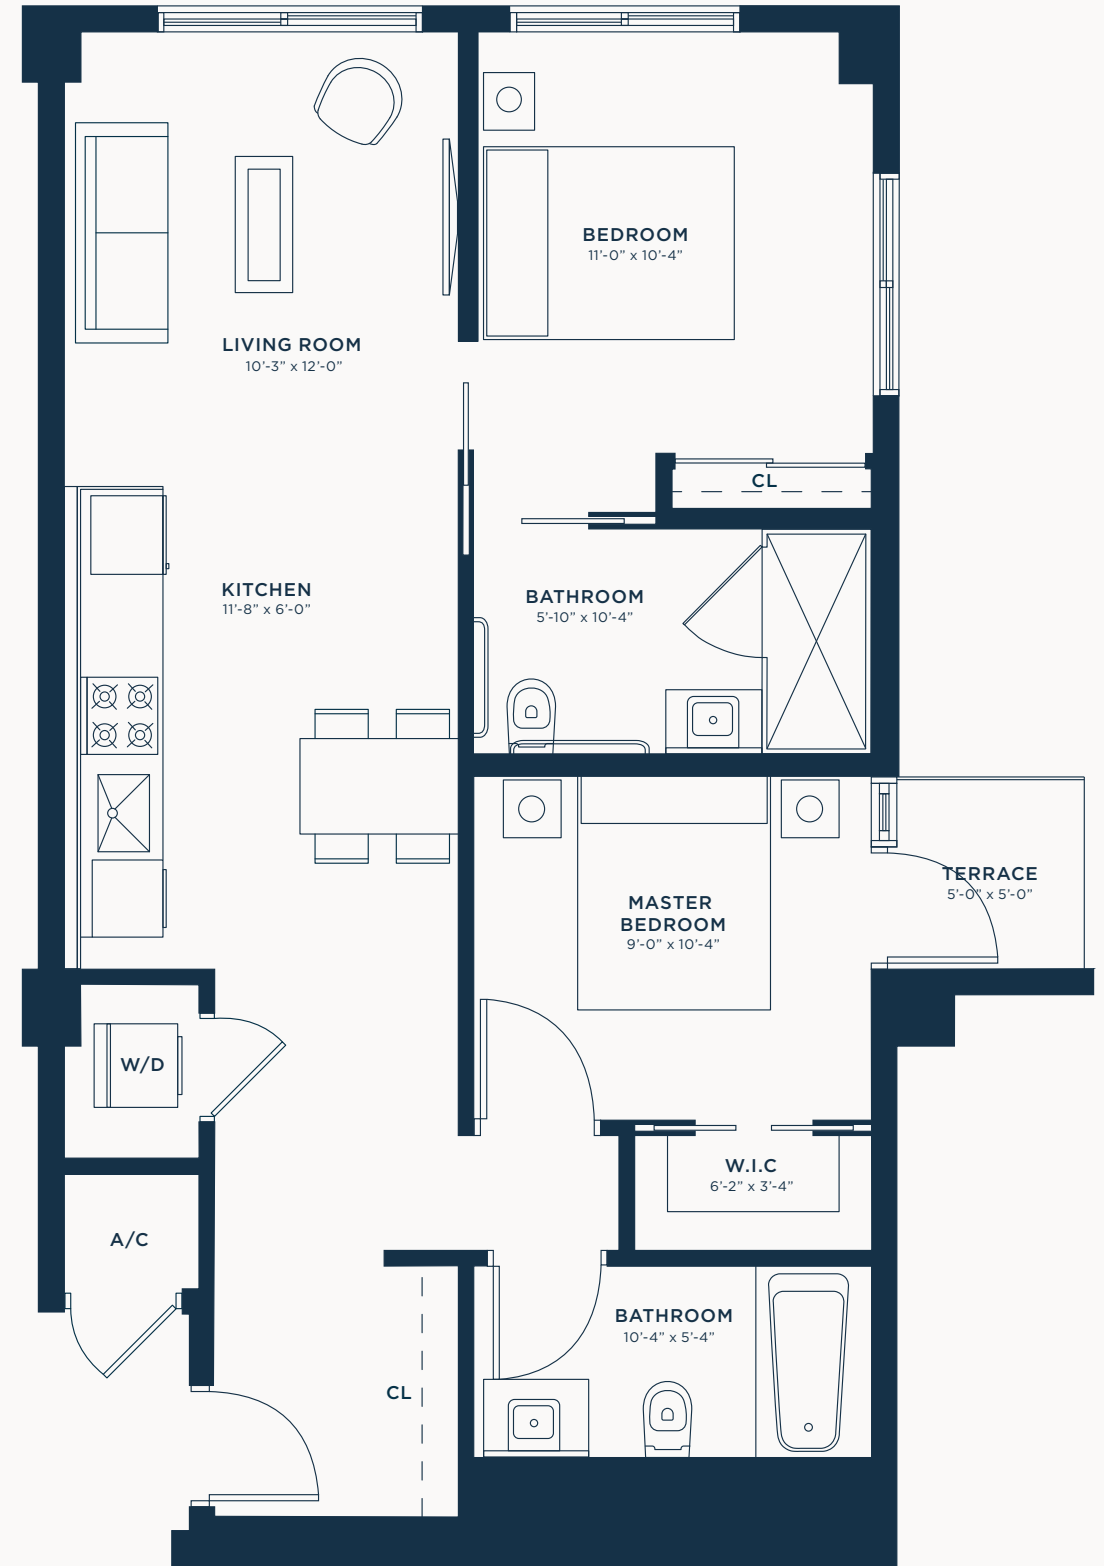 BEDROOM
11’-0” x 10’-4”
LIVING ROOM
10’-3” x 12’-0”
CL
KITCHEN
11’-8” x 6’-0”
BATHROOM
5’-10” x 10’-4”
TERRACE
5’-0” x 5’-0”
MASTER
BEDROOM
9’-0” x 10’-4”
W/D
W.I.C
6’-2” x 3’-4”
A/C
BATHROOM
10’-4” x 5’-4”
CL